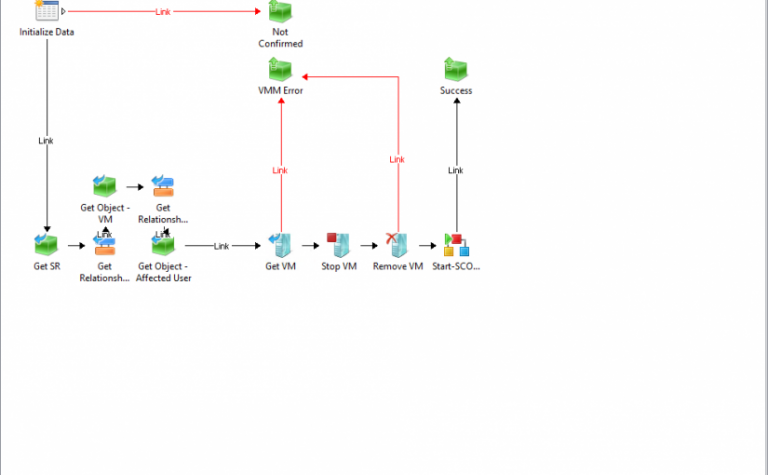 Link
Initialize Data
Not
Confirmed
VMM Error
Success
Link
Link
Link
Link
Get Object -
VM
Get
Relationsh...
Link
Link
Link
Get SR
Get
Relationsh...
Get Object -
Affected User
Get VM
Stop VM
Remove VM
Start-SCO...